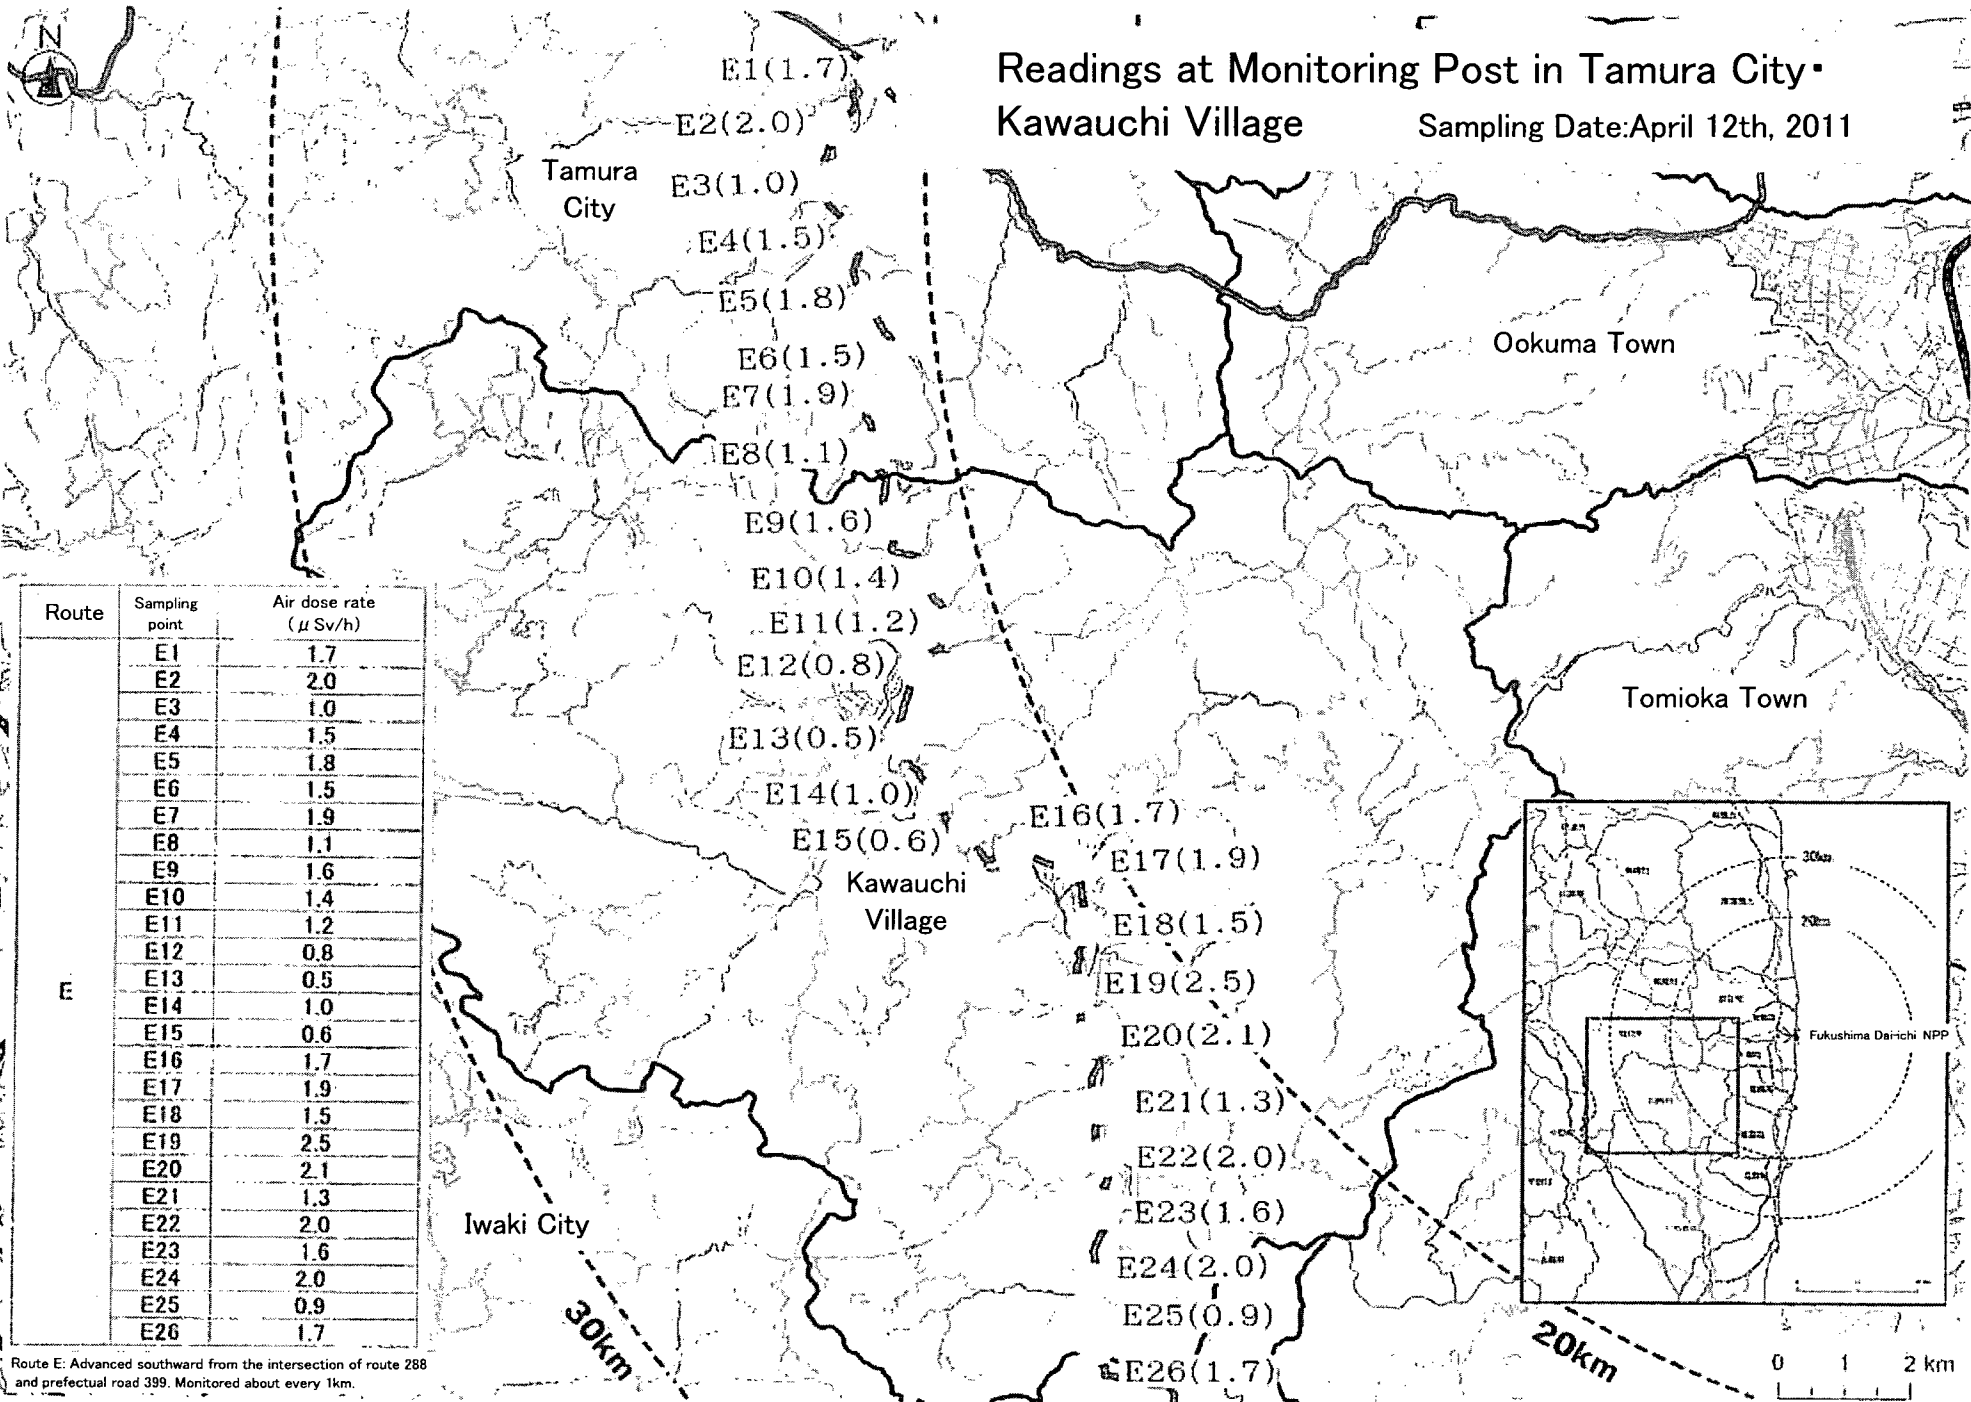 N
Readings at Monitoring Post in Tamura City・
Kawauchi Village
Sampling Date:April 12th, 2011
E1(1.7)
E2(2.0)
Tamura
City
E3(1.0)
E4(1.5)
E5(1.8)
E6(1.5)
E7(1.9)
E8(1.1)
Ookuma Town
E9(1.6)
E10(1.4)
E11(1.2)
E12(0.8)
Tomioka Town
E13(0.5)
E14(1.0)
E15(0.6)
E16(1.7)
E17(1.9)
Kawauchi
Village
E18(1.5)
E19(2.5)
E20(2.1)
E21(1.3)
E22(2.0)
E23(1.6)
E24(2.0)
E25(0.9)
E26(1.7)
Iwaki City
30km
20km
Route Sampling point Air dose rate (μ Sv/h)
E
E1 1.7
E2 2.0
E3 1.0
E4 1.5
E5 1.8
E6 1.5
E7 1.9
E8 1.1
E9 1.6
E10 1.4
E11 1.2
E12 0.8
E13 0.5
E14 1.0
E15 0.6
E16 1.7
E17 1.9
E18 1.5
E19 2.5
E20 2.1
E21 1.3
E22 2.0
E23 1.6
E24 2.0
E25 0.9
E26 1.7
Route E: Advanced southward from the intersection of route 288
and prefectual road 399. Monitored about every 1km.
30km
20km
Fukushima Dai-ichi NPP
0 1 2 km